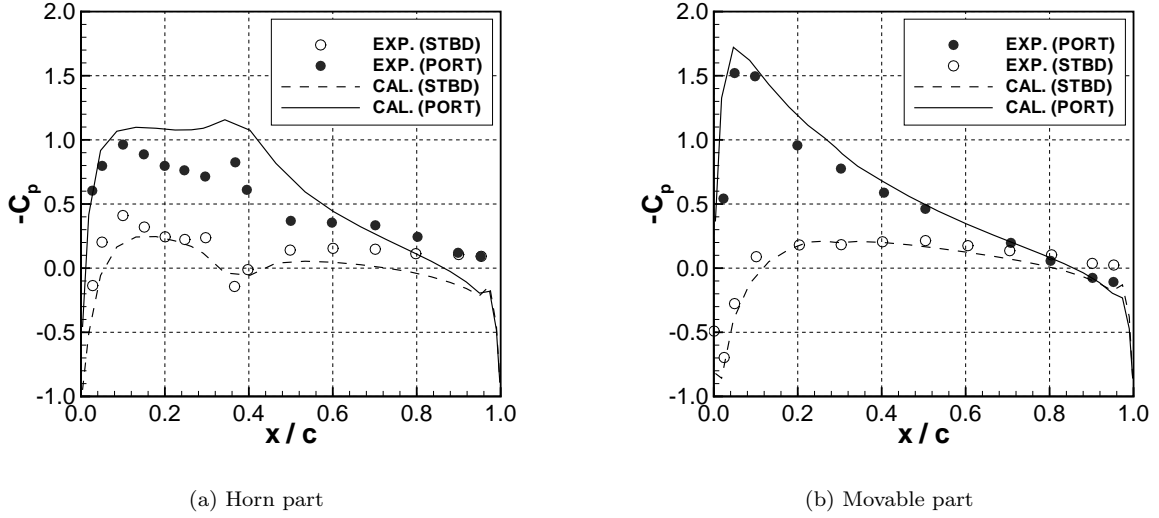 2.0
1.5
1.0
0.5
0.0
-0.5
-1.0
-Cp
0.0 0.2 0.4 0.6 0.8 1.0
x / c
EXP. (STBD)
EXP. (PORT)
CAL. (STBD)
CAL. (PORT)
(a) Horn part
2.0
1.5
1.0
0.5
0.0
-0.5
-1.0
-Cp
0.0 0.2 0.4 0.6 0.8 1.0
x / c
EXP. (PORT)
EXP. (STBD)
CAL. (STBD)
CAL. (PORT)
(b) Movable part